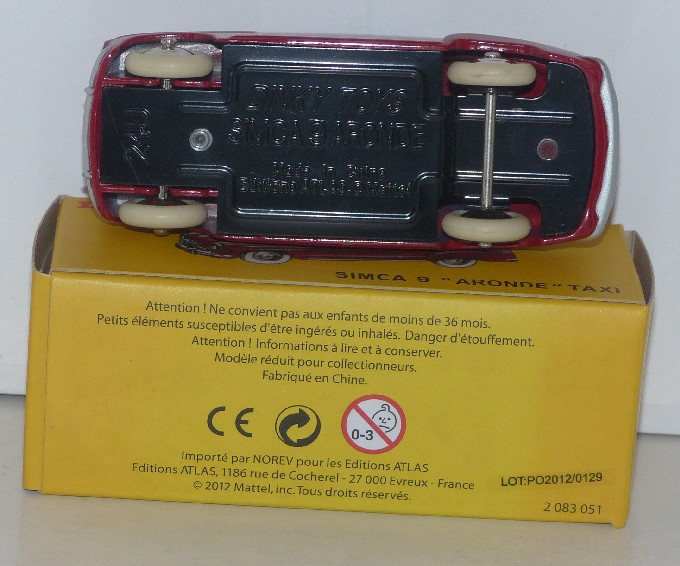 DINKY TOYS
SIMCA 9 ARONDE
Made in China
Editions ATLAS-© Mattel
24U
SIMCA 9 "ARONDE" TAXI
Attention ! Ne convient pas aux enfants de moins de 36 mois.
Petits éléments susceptibles d'être ingérés ou inhalés. Danger d'étouffement.
Attention ! Informations à lire et à conserver.
Modèle réduit pour collectionneurs.
Fabriqué en Chine.
CE
0-3
Importé par NOREV pour les Editions ATLAS
Editions ATLAS, 1186 rue de Cocherel - 27 000 Evreux - France
© 2012 Mattel, inc. Tous droits réservés.
LOT:PO2012/0129
2 083 051